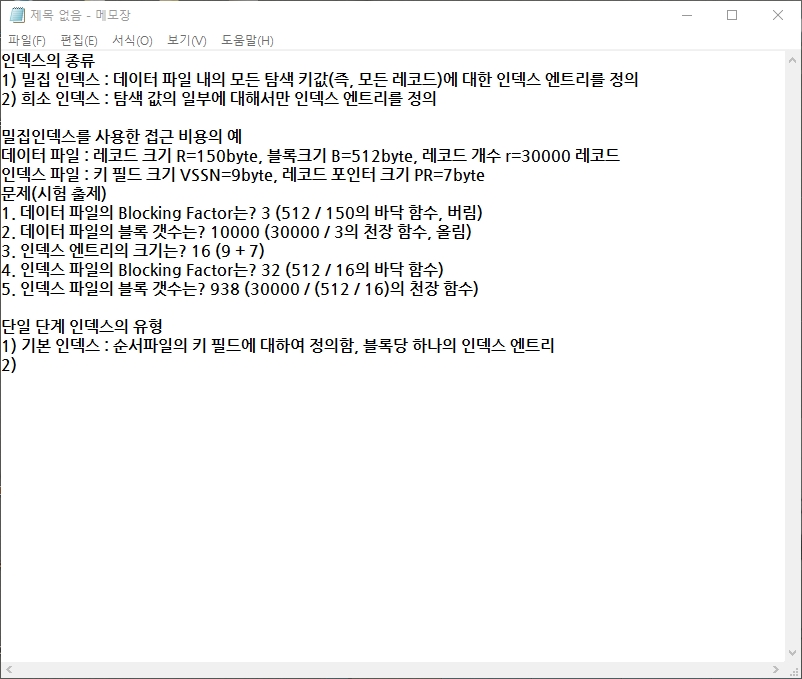 제목 없음 - 메모장
파일(F) 편집(E) 서식(O) 보기(V) 도움말(H)
인덱스의 종류
1) 밀집 인덱스 : 데이터 파일 내의 모든 탐색 키값(즉, 모든 레코드)에 대한 인덱스 엔트리를 정의
2) 희소 인덱스 : 탐색 값의 일부에 대해서만 인덱스 엔트리를 정의
밀집인덱스를 사용한 접근 비용의 예
데이터 파일 : 레코드 크기 R=150byte, 블록크기 B=512byte, 레코드 개수 r=30000 레코드
인덱스 파일 : 키 필드 크기 VSSN=9byte, 레코드 포인터 크기 PR=7byte
문제(시험 출제)
1. 데이터 파일의 Blocking Factor는? 3 (512 / 150의 바닥 함수, 버림)
2. 데이터 파일의 블록 갯수는? 10000 (30000 / 3의 천장 함수, 올림)
3. 인덱스 엔트리의 크기는? 16 (9 + 7)
4. 인덱스 파일의 Blocking Factor는? 32 (512 / 16의 바닥 함수)
5. 인덱스 파일의 블록 갯수는? 938 (30000 / (512 / 16)의 천장 함수)
단일 단계 인덱스의 유형
1) 기본 인덱스 : 순서파일의 키 필드에 대하여 정의함, 블록당 하나의 인덱스 엔트리
2)